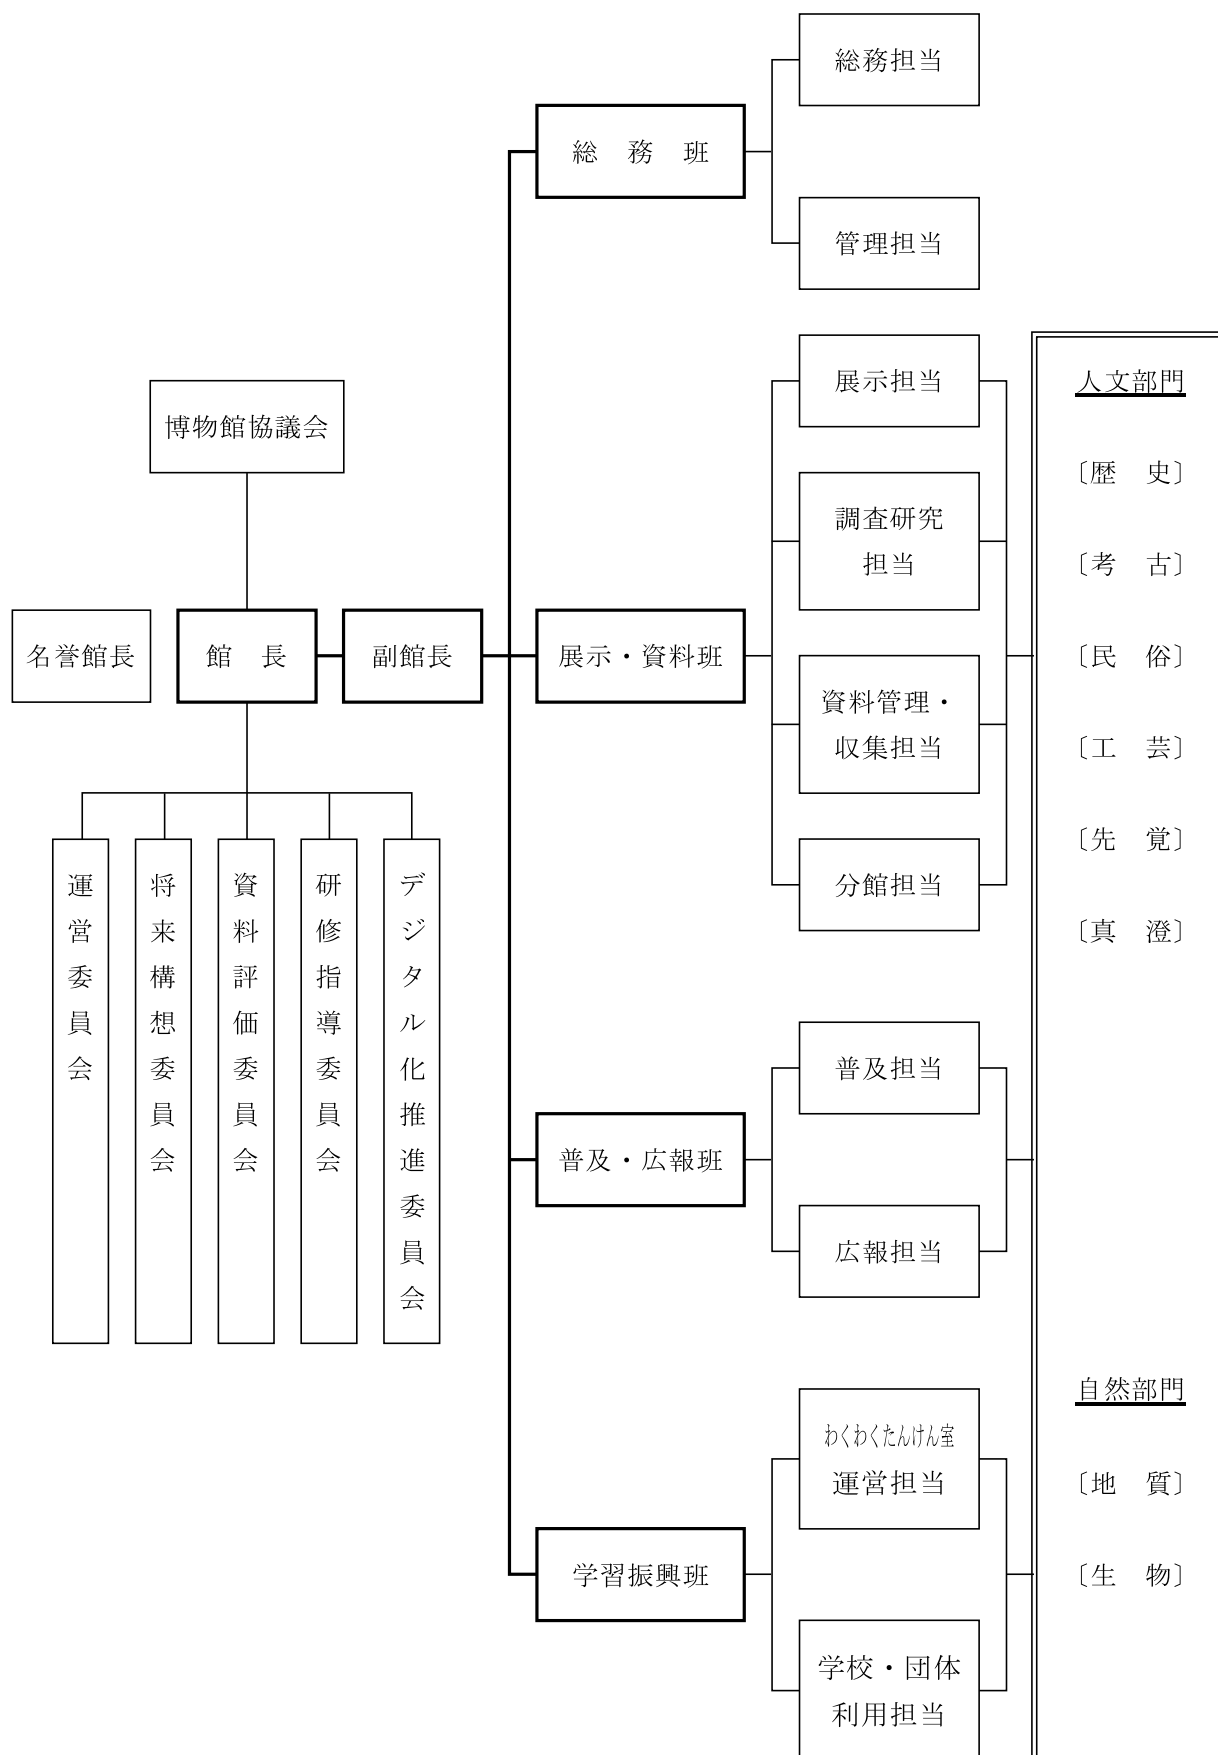 総務担当
総　務　班
管理担当
博物館協議会
名誉館長
館　長
副館長
展示・資料班
展示担当
調査研究
担当
資料管理・
収集担当
分館担当
人文部門
〔歴　史〕
〔考　古〕
〔民　俗〕
〔工　芸〕
〔先　覚〕
〔真　澄〕
運営委員会
将来構想委員会
資料評価委員会
研修指導委員会
デジタル化推進委員会
普及・広報班
普及担当
広報担当
学習振興班
わくわくたんけん室
運営担当
学校・団体
利用担当
自然部門
〔地　質〕
〔生　物〕